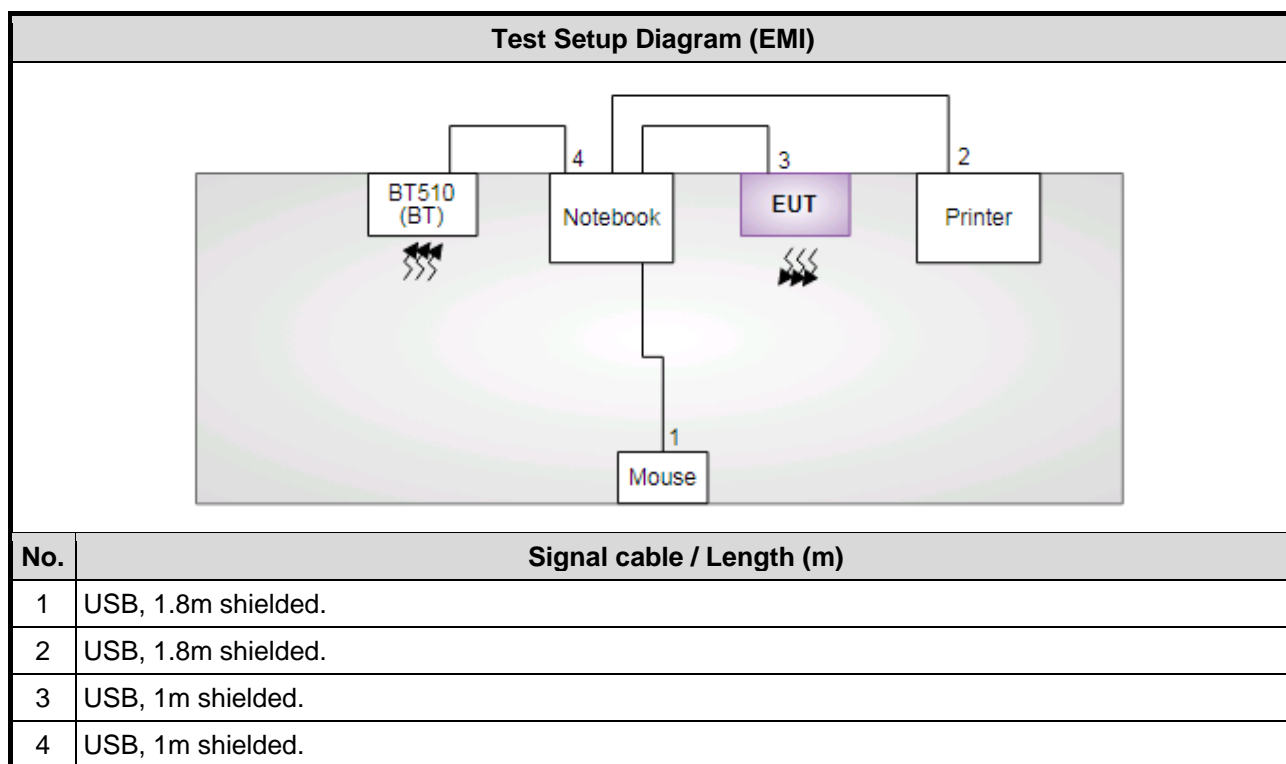 Test Setup Diagram (EMI)
4
3
2
BT510
(BT)
Notebook
EUT
Printer
1
Mouse
No. Signal cable / Length (m)
1 USB, 1.8m shielded.
2 USB, 1.8m shielded.
3 USB, 1m shielded.
4 USB, 1m shielded.